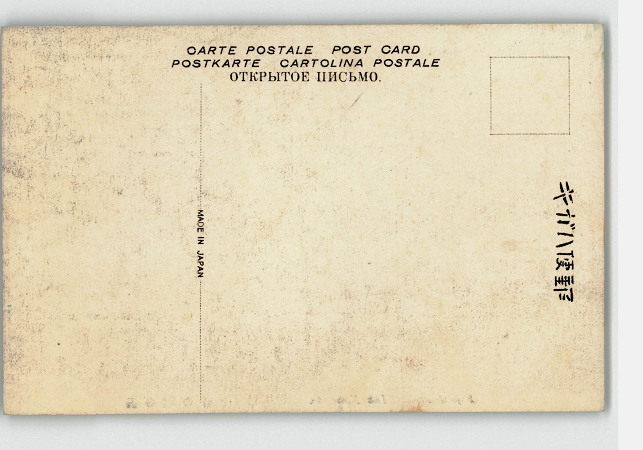 CARTE POSTALE POST CARD
POSTKARTE CARTOLINA POSTALE
ОТКРЫТОЕ ПИСЬМО.
MADE IN JAPAN
郵便ハガキ